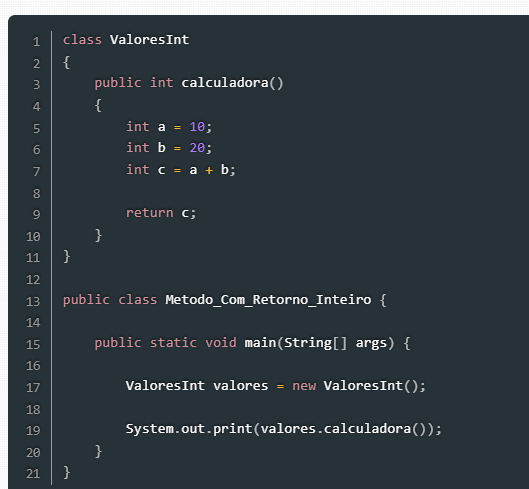 1 class ValoresInt
2 {
3     public int calculadora()
4     {
5         int a = 10;
6         int b = 20;
7         int c = a + b;
8
9         return c;
10     }
11 }
12
13 public class Metodo_Com_Retorno_Inteiro {
14
15     public static void main(String[] args) {
16
17         ValoresInt valores = new ValoresInt();
18
19         System.out.print(valores.calculadora());
20     }
21 }